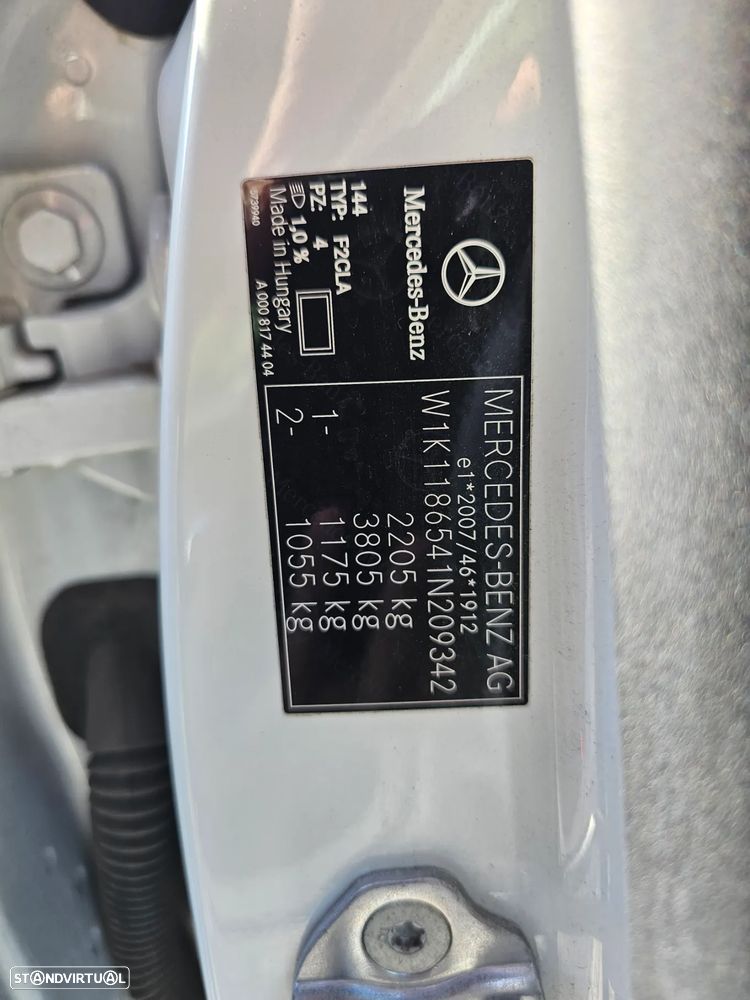 Mercedes-Benz
144
TYP: F2CLA
PZ: 4
1,0 %
Made in Hungary
5739940
A 000 817 44 04
MERCEDES-BENZ AG
e1*2007/46*1912
W1K1186541N209342
2205 kg
3805 kg
1- 1175 kg
2- 1055 kg
STANDVIRTUAL